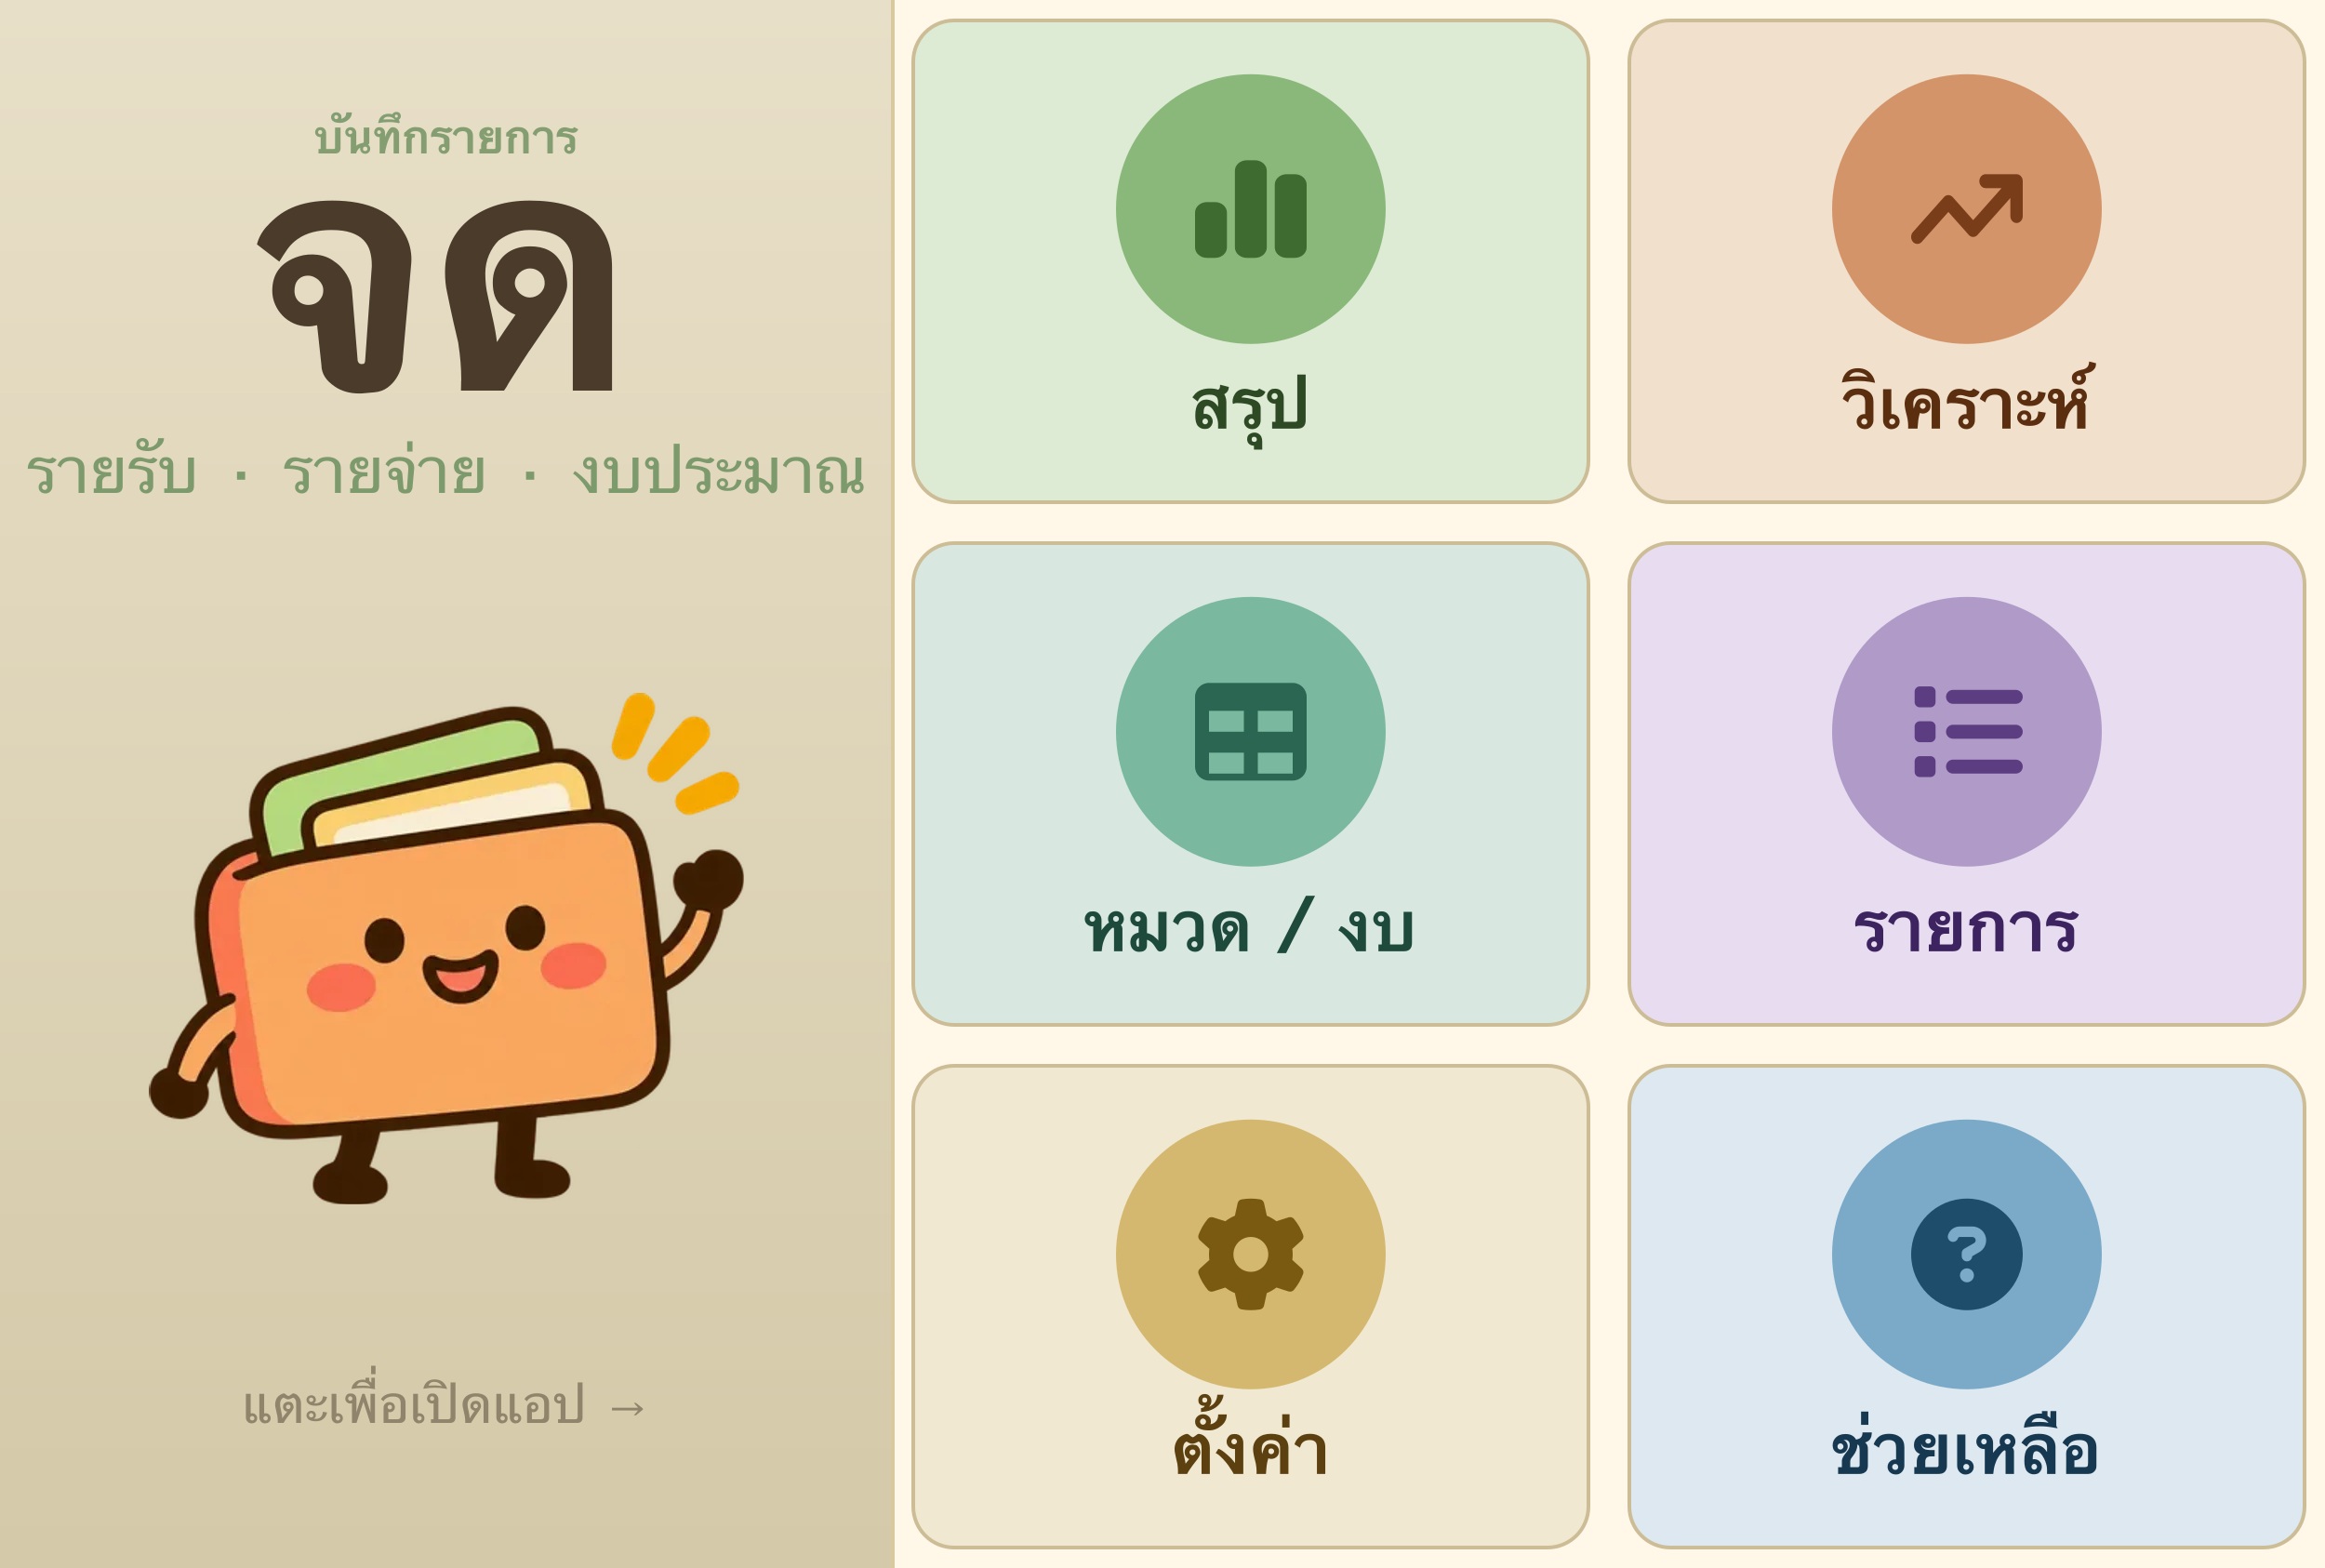 บันทึกรายการ
จด
รายรับ · รายจ่าย · งบประมาณ
แตะเพื่อเปิดแอป →
สรุป
วิเคราะห์
หมวด / งบ
รายการ
ตั้งค่า
?
ช่วยเหลือ